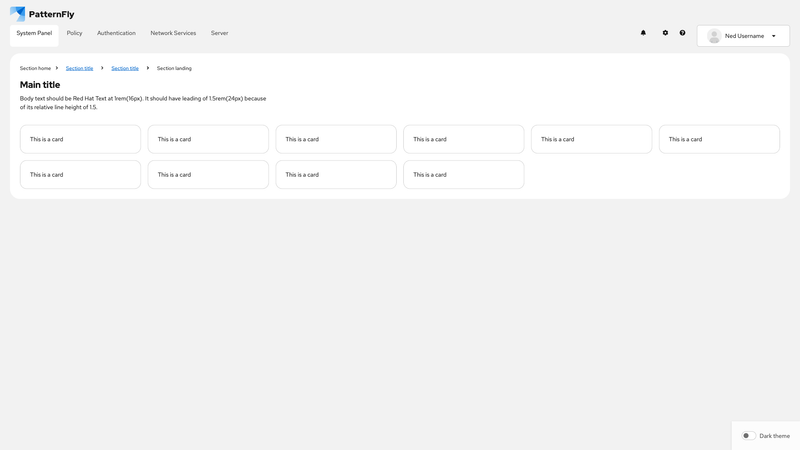 PatternFly
System Panel
Policy
Authentication
Network Services
Server
Ned Username
Section home
Section title
Section title
Section landing
Main title
Body text should be Red Hat Text at 1rem(16px). It should have leading of 1.5rem(24px) because
of its relative line height of 1.5.
This is a card
This is a card
This is a card
This is a card
This is a card
This is a card
This is a card
This is a card
This is a card
This is a card
Dark theme